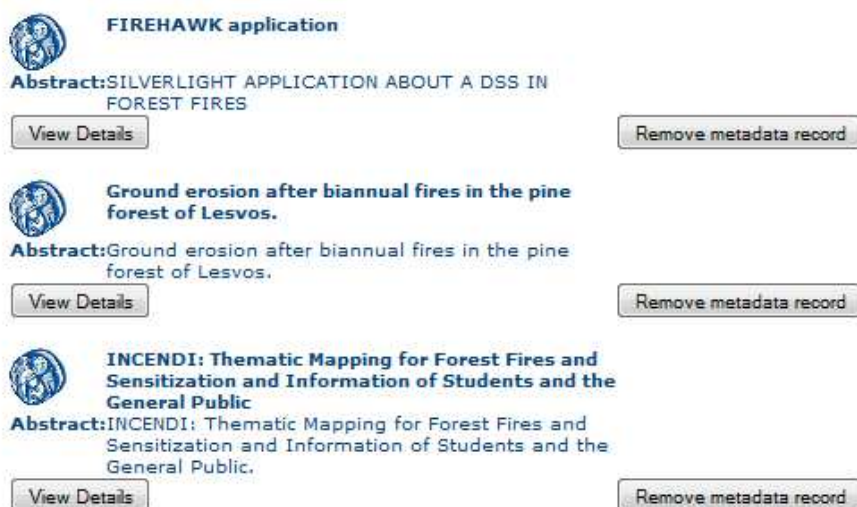 FIREHAWK application
Abstract:SILVERLIGHT APPLICATION ABOUT A DSS IN
FOREST FIRES
View Details Remove metadata record
Ground erosion after biannual fires in the pine
forest of Lesvos.
Abstract:Ground erosion after biannual fires in the pine
forest of Lesvos.
View Details Remove metadata record
INCENDI: Thematic Mapping for Forest Fires and
Sensitization and Information of Students and the
General Public
Abstract:INCENDI: Thematic Mapping for Forest Fires and
Sensitization and Information of Students and the
General Public.
View Details Remove metadata record